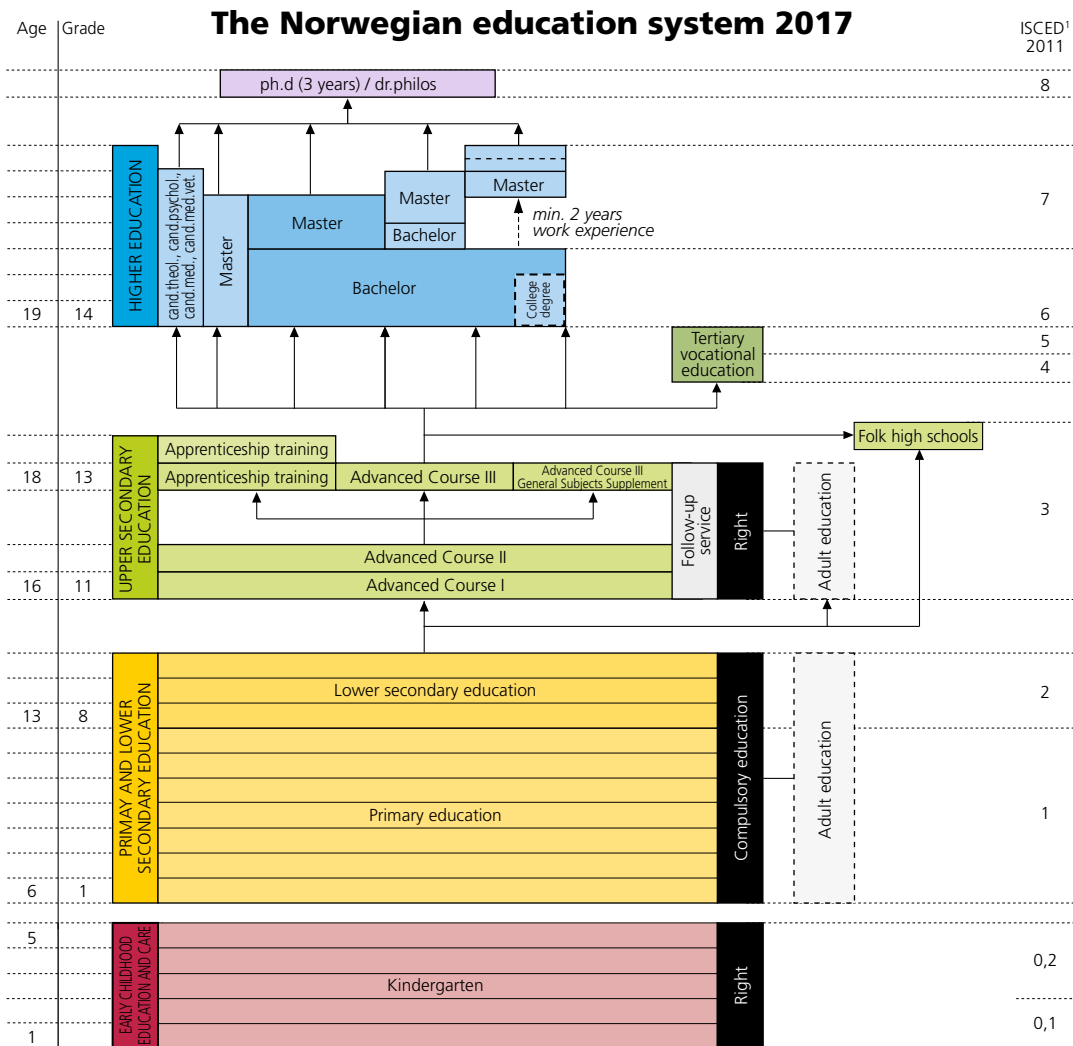 The Norwegian education system 2017
Age
Grade
ISCED¹
2011
ph.d (3 years) / dr.philos
8
HIGHER EDUCATION
cand.theol., cand.psychol.,
cand.med., cand.med.vet.
Master
Master
Master
Bachelor
Master
min. 2 years
work experience
7
Bachelor
College
degree
19
14
6
Tertiary
vocational
education
5
4
Folk high schools
UPPER SECONDARY
EDUCATION
Apprenticeship training
18
13
Apprenticeship training
Advanced Course III
Advanced Course III
General Subjects Supplement
Follow-up
service
Right
Adult education
3
Advanced Course II
16
11
Advanced Course I
PRIMAY AND LOWER
SECONDARY EDUCATION
Lower secondary education
2
13
8
Compulsory education
Adult education
Primary education
1
6
1
5
EARLY CHILDHOOD
EDUCATION AND CARE
Kindergarten
Right
0,2
0,1
1